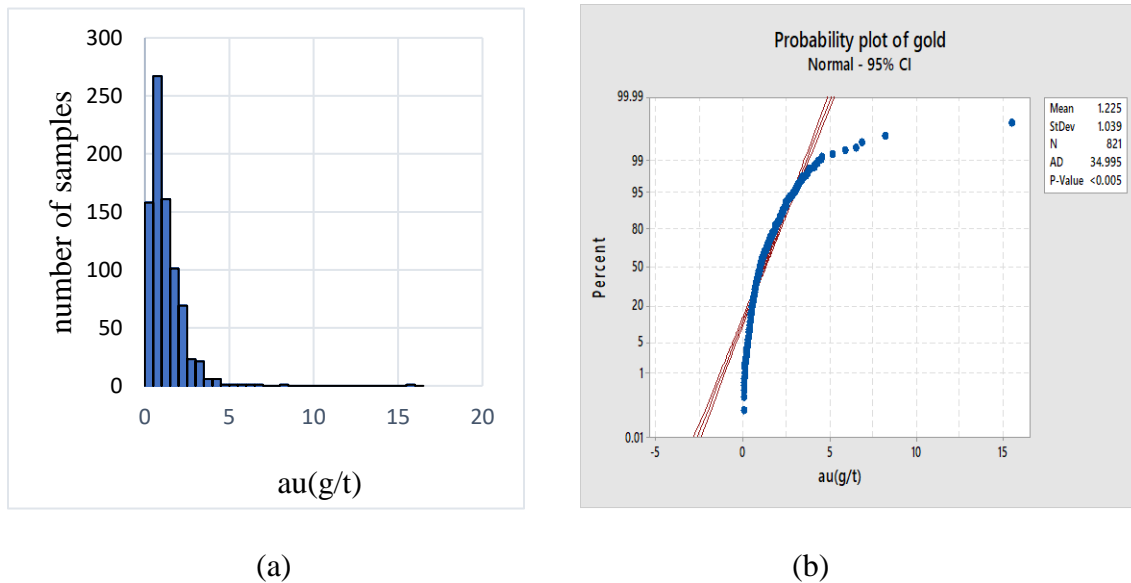 300
250
200
150
100
50
0
number of samples
0 5 10 15 20
au(g/t)
(a)
Probability plot of gold
Normal - 95% CI
99.99
99
95
80
50
20
5
1
0.01
Percent
-5 0 5 10 15
au(g/t)
Mean 1.225
StDev 1.039
N 821
AD 34.995
P-Value <0.005
(b)